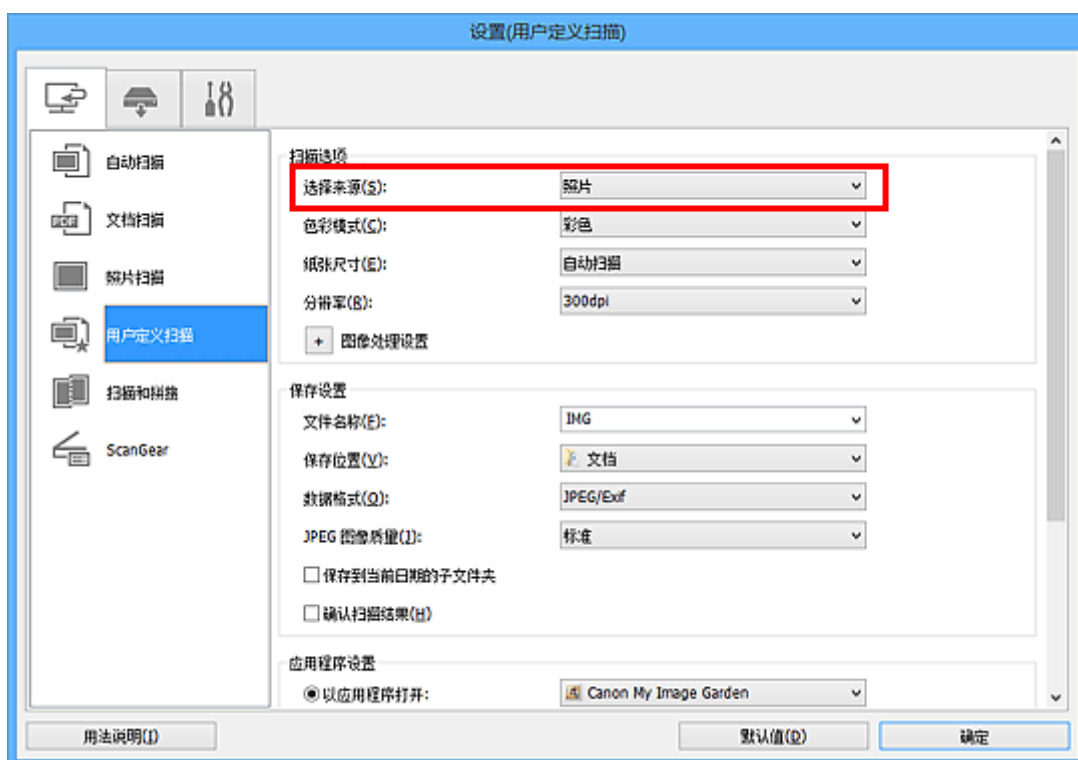 设置(用户定义扫描)
自动扫描
文档扫描
照片扫描
用户定义扫描
扫描和拼接
ScanGear
扫描选项
选择来源(S): 照片
色彩模式(C): 彩色
纸张尺寸(E): 自动扫描
分辨率(R): 300dpi
+ 图像处理设置
保存设置
文件名称(F): IMG
保存位置(V): 文档
数据格式(O): JPEG/Exif
JPEG 图像质量(J): 标准
保存到当前日期的子文件夹
确认扫描结果(H)
应用程序设置
以应用程序打开: Canon My Image Garden
用法说明(I) 默认值(D) 确定